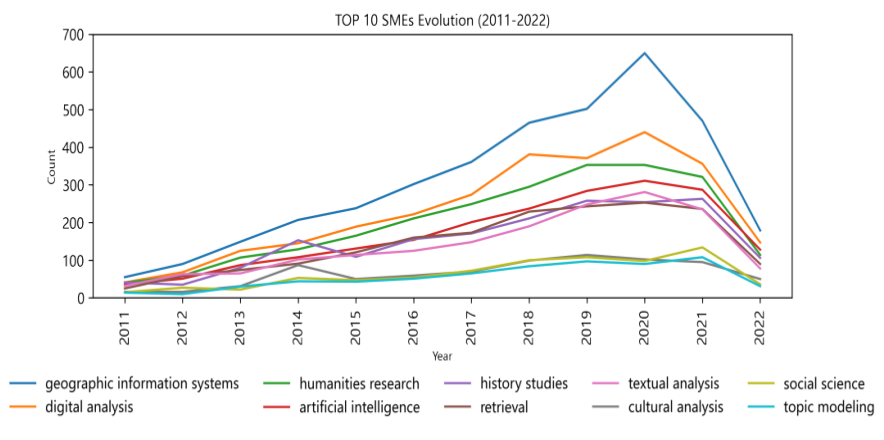 TOP 10 SMEs Evolution (2011-2022)
700
600
500
400
300
200
100
0
Count
2011 2012 2013 2014 2015 2016 2017 2018 2019 2020 2021 2022
Year
geographic information systems humanities research history studies textual analysis social science
digital analysis artificial intelligence retrieval cultural analysis topic modeling